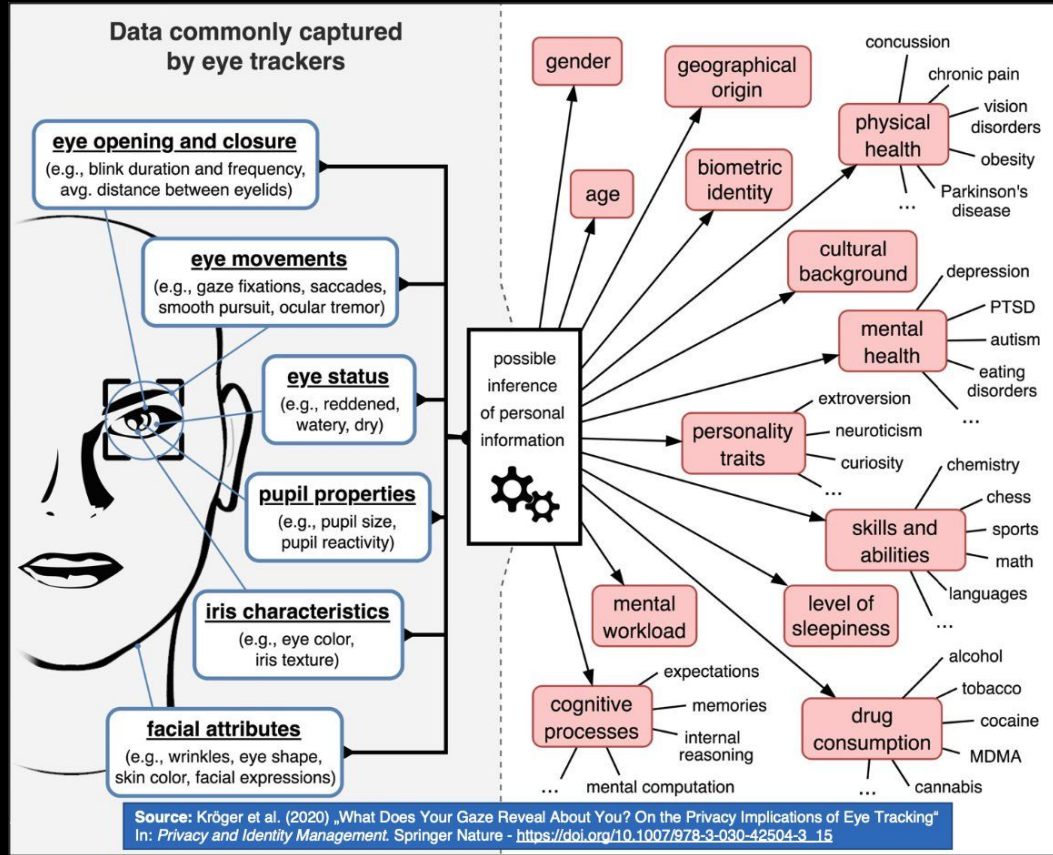 Data commonly captured
by eye trackers
eye opening and closure
(e.g., blink duration and frequency,
avg. distance between eyelids)
eye movements
(e.g., gaze fixations, saccades,
smooth pursuit, ocular tremor)
eye status
(e.g., reddened,
watery, dry)
pupil properties
(e.g., pupil size,
pupil reactivity)
iris characteristics
(e.g., eye color,
iris texture)
facial attributes
(e.g., wrinkles, eye shape,
skin color, facial expressions)
possible
inference
of personal
information
gender
geographical
origin
age
biometric
identity
physical
health
concussion
chronic pain
vision
disorders
obesity
Parkinson's
disease
...
cultural
background
mental
health
depression
PTSD
autism
eating
disorders
...
personality
traits
extroversion
neuroticism
curiosity
...
skills and
abilities
chemistry
chess
sports
math
languages
...
mental
workload
level of
sleepiness
cognitive
processes
expectations
memories
internal
reasoning
mental computation
...
drug
consumption
alcohol
tobacco
cocaine
MDMA
cannabis
...
Source: Kröger et al. (2020) „What Does Your Gaze Reveal About You? On the Privacy Implications of Eye Tracking“
In: Privacy and Identity Management. Springer Nature - https://doi.org/10.1007/978-3-030-42504-3_15